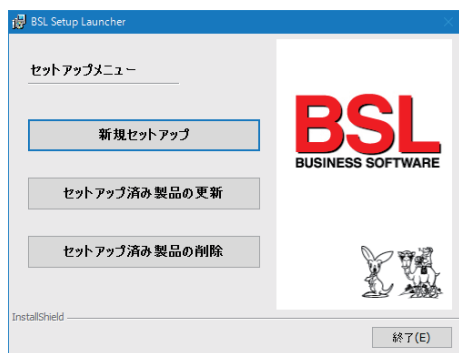 BSL Setup Launcher
セットアップメニュー
新規セットアップ
セットアップ済み製品の更新
セットアップ済み製品の削除
BSL
BUSINESS SOFTWARE
InstallShield
終了(E)